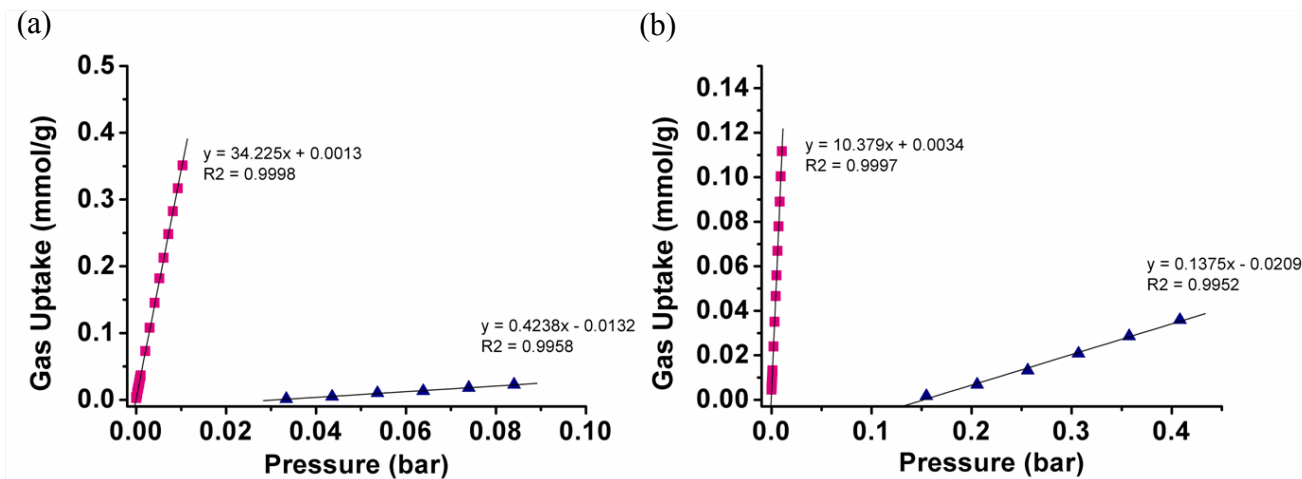 (a)
(b)
0.5
0.4
0.3
0.2
0.1
0.0
Gas Uptake (mmol/g)
y = 34.225x + 0.0013
R2 = 0.9998
y = 0.4238x - 0.0132
R2 = 0.9958
0.00 0.02 0.04 0.06 0.08 0.10
Pressure (bar)
0.14
0.12
0.10
0.08
0.06
0.04
0.02
0.00
Gas Uptake (mmol/g)
y = 10.379x + 0.0034
R2 = 0.9997
y = 0.1375x - 0.0209
R2 = 0.9952
0.0 0.1 0.2 0.3 0.4
Pressure (bar)